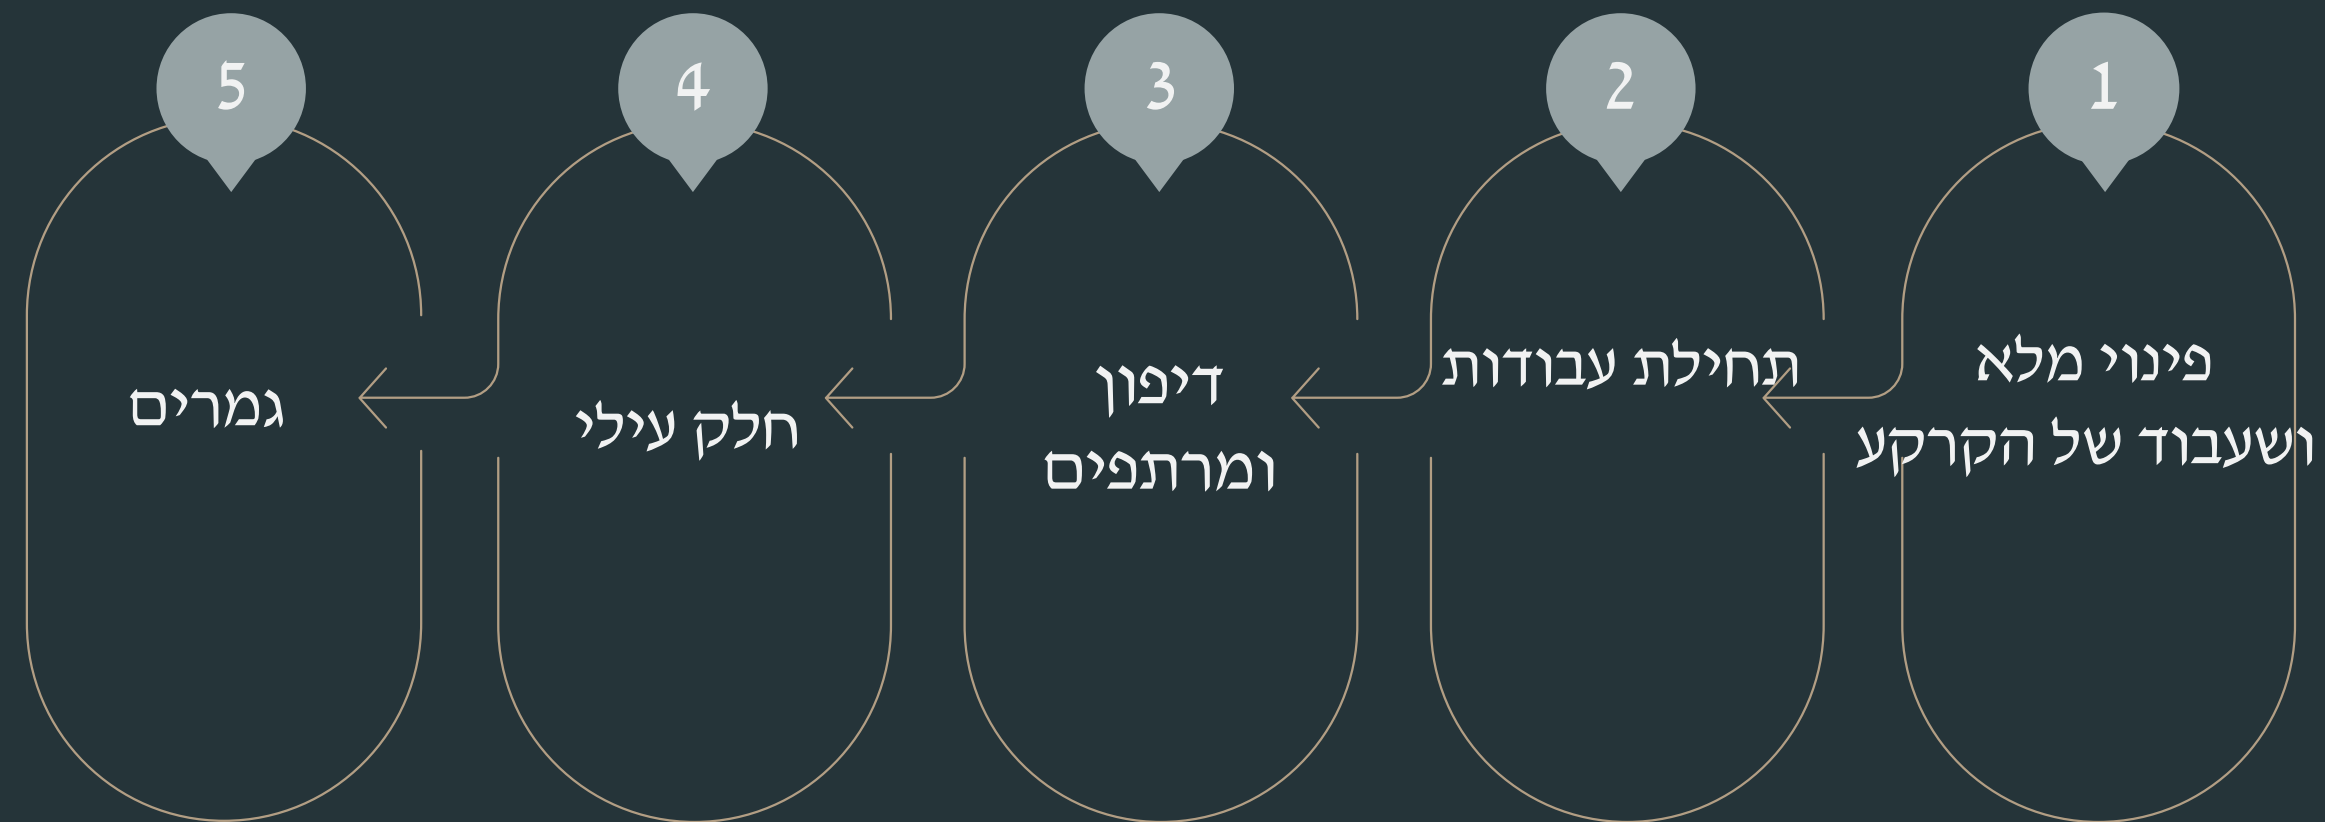 1
פינוי מלא
ושעבוד של הקרקע
2
תחילת עבודות
3
דיפון
ומרתפים
4
חלק עילי
5
גמרים